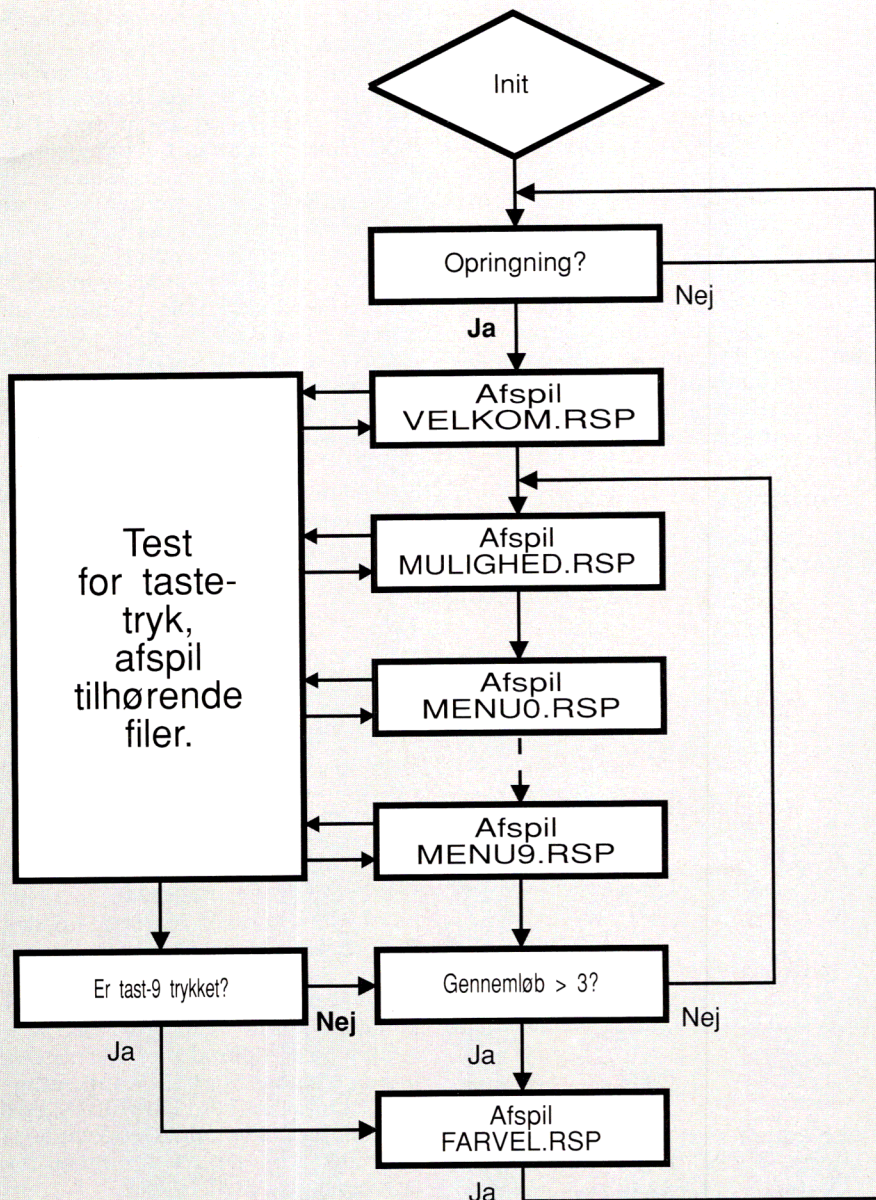 Init
Opringning?
Nej
Ja
Afspil
VELKOM.RSP
Test
for taste-
tryk,
afspil
tilhørende
filer.
Afspil
MULIGHED.RSP
Afspil
MENU0.RSP
Afspil
MENU9.RSP
Er tast-9 trykket?
Nej
Ja
Gennemløb > 3?
Nej
Ja
Afspil
FARVEL.RSP
Ja